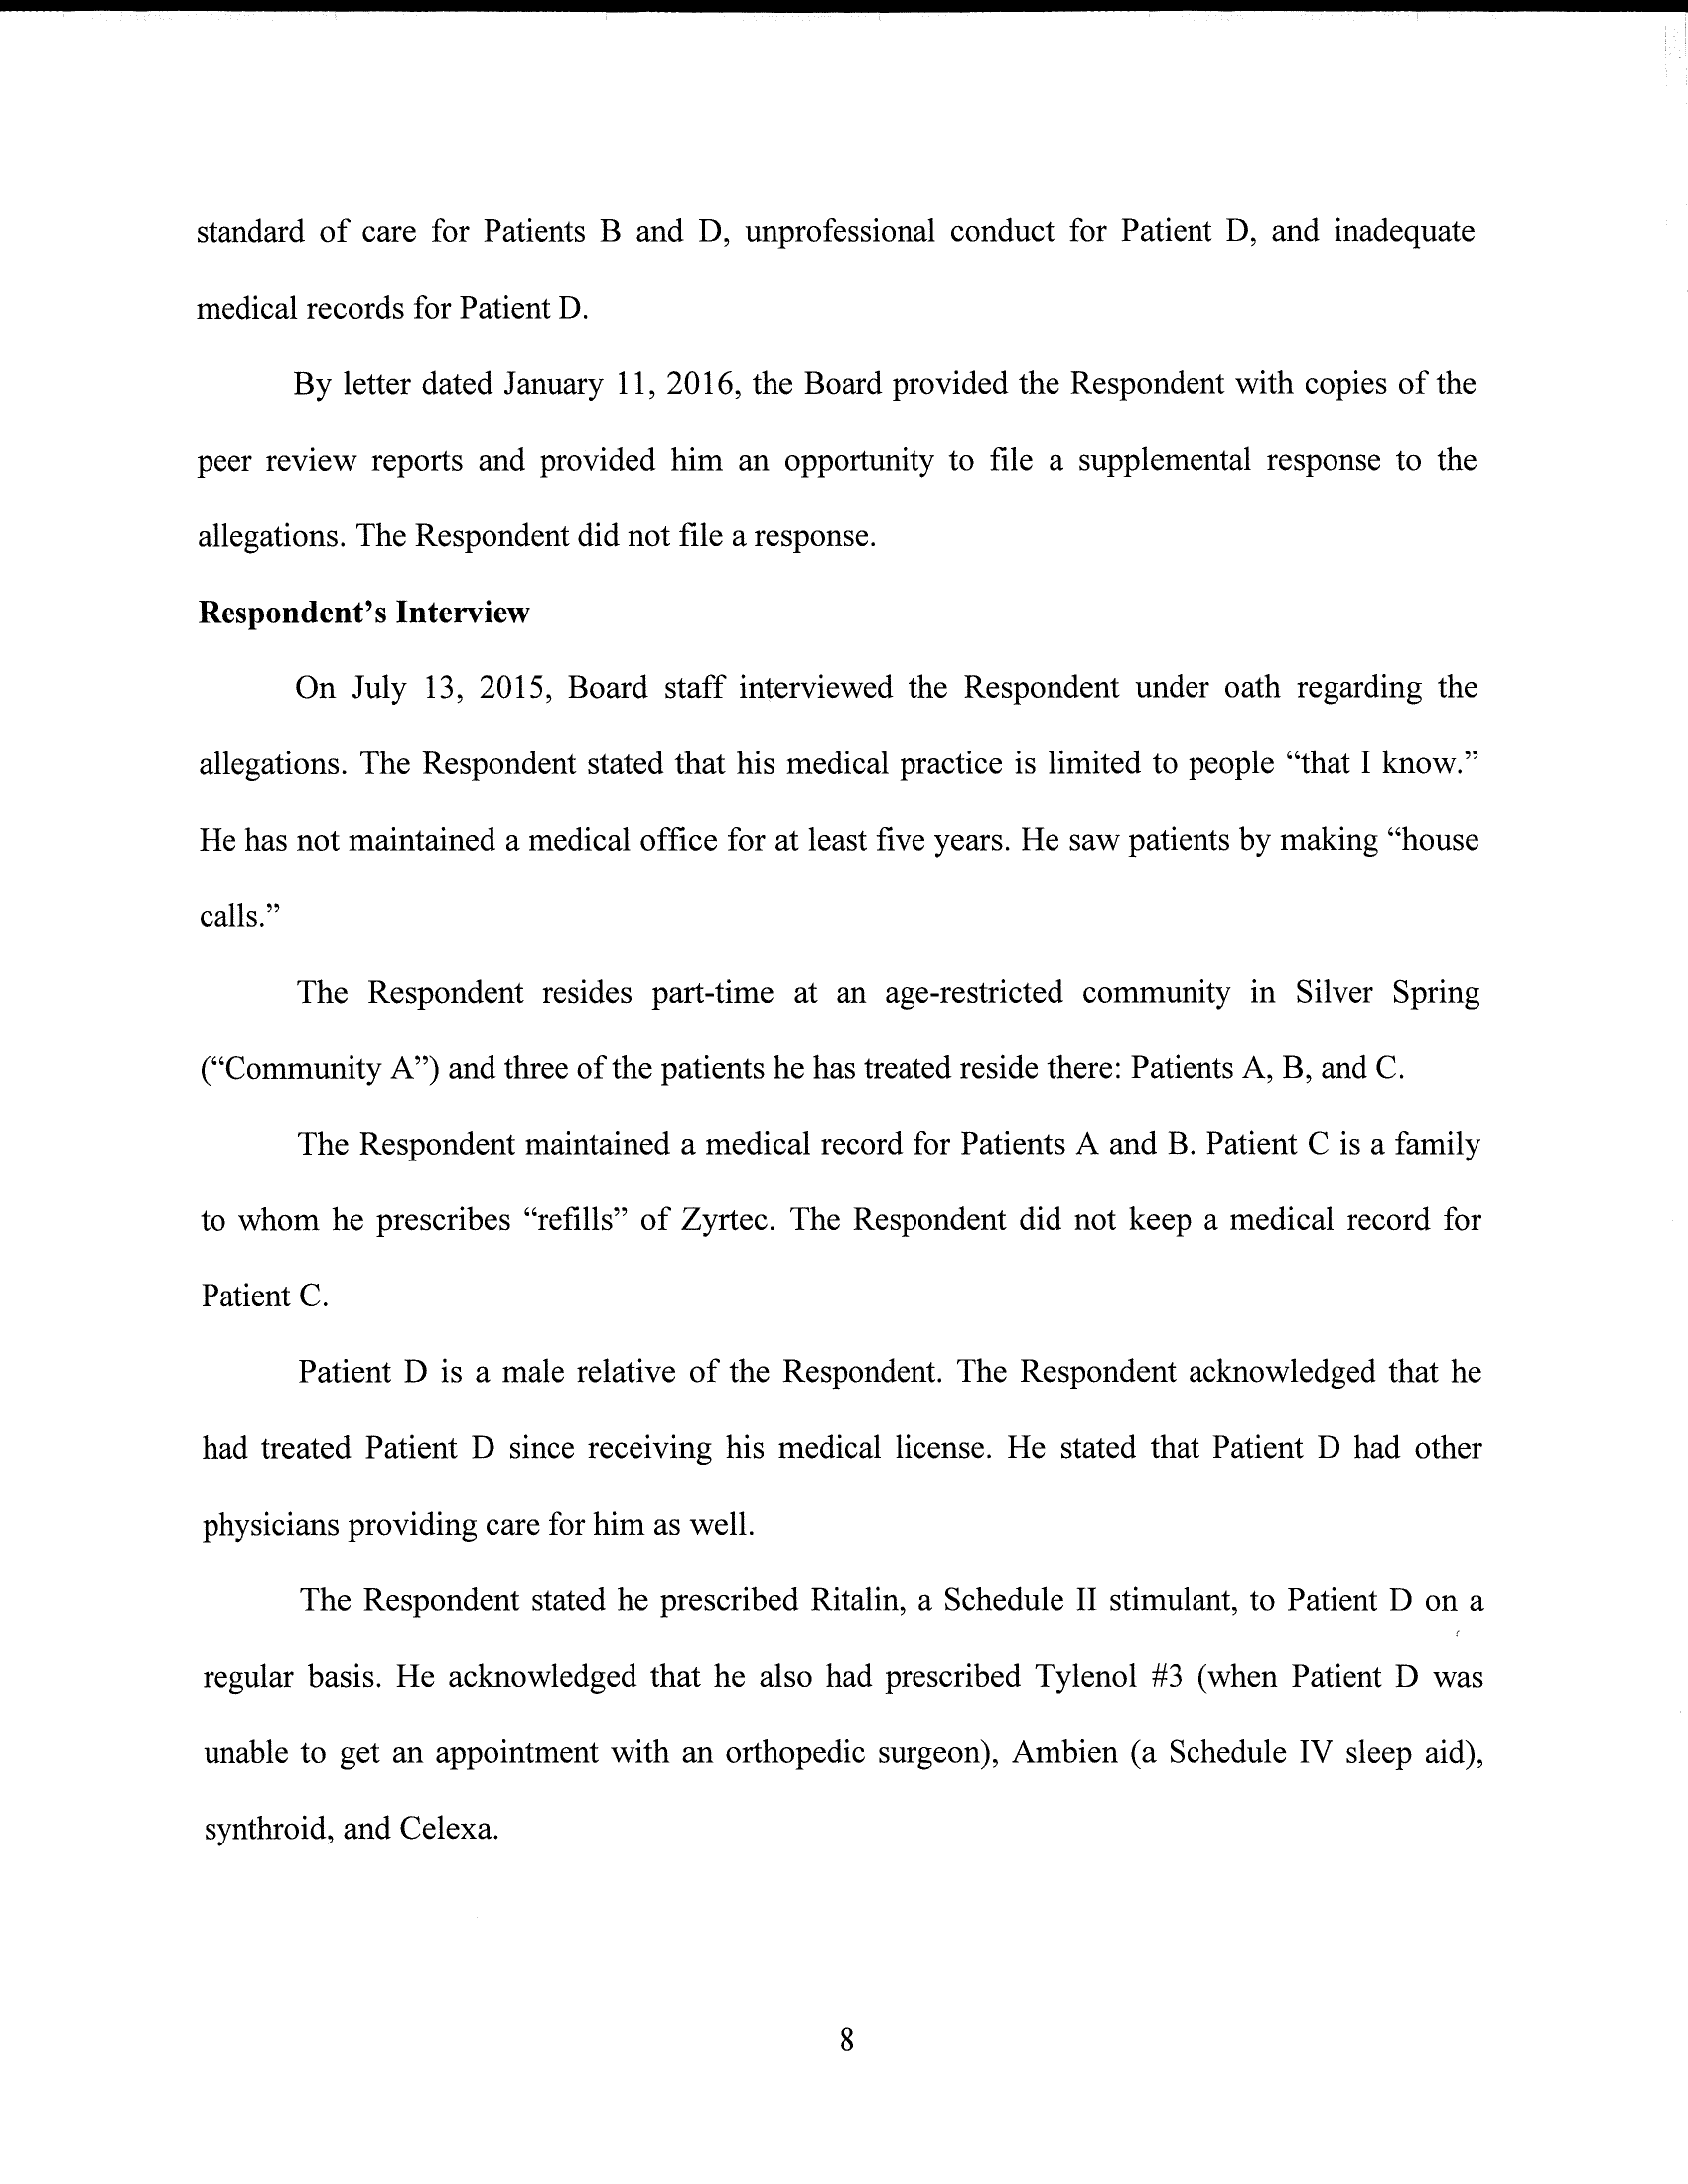 standard of care for Patients B and D, unprofessional conduct for Patient D, and inadequate
medical records for Patient D.
By letter dated January 11, 2016, the Board provided the Respondent with copies of the
peer review reports and provided him an opportunity to file a supplemental response to the
allegations. The Respondent did not file a response.
Respondent's Interview
On July 13, 2015, Board staff interviewed the Respondent under oath regarding the
allegations. The Respondent stated that his medical practice is limited to people “that I know.”
He has not maintained a medical office for at least five years. He saw patients by making “house
calls.”
The Respondent resides part-time at an age-restricted community in Silver Spring
(“Community A”) and three of the patients he has treated reside there: Patients A, B, and C.
The Respondent maintained a medical record for Patients A and B. Patient C is a family
to whom he prescribes “refills” of Zyrtec. The Respondent did not keep a medical record for
Patient C.
Patient D is a male relative of the Respondent. The Respondent acknowledged that he
had treated Patient D since receiving his medical license. He stated that Patient D had other
physicians providing care for him as well.
The Respondent stated he prescribed Ritalin, a Schedule II stimulant, to Patient D on a
regular basis. He acknowledged that he also had prescribed Tylenol #3 (when Patient D was
unable to get an appointment with an orthopedic surgeon), Ambien (a Schedule IV sleep aid),
synthroid, and Celexa.
8